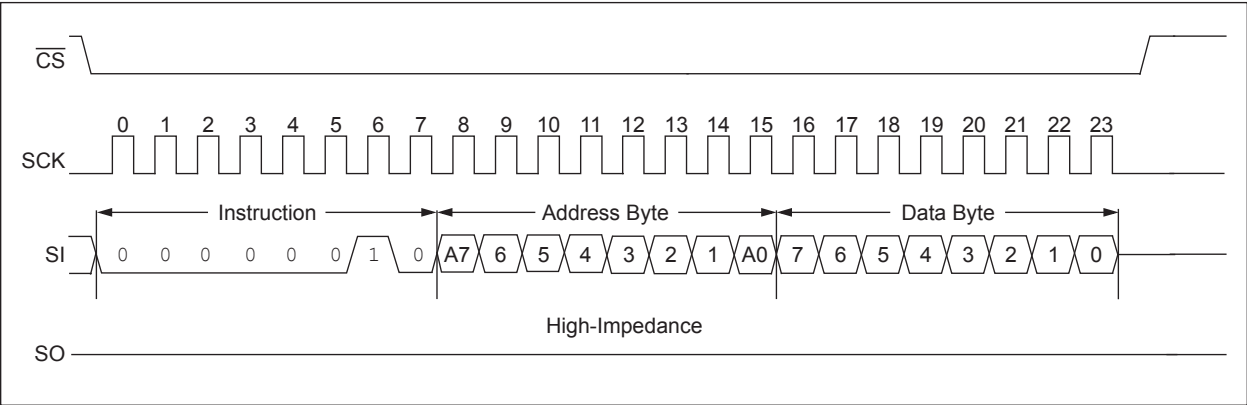 CS
0 1 2 3 4 5 6 7 8 9 10 11 12 13 14 15 16 17 18 19 20 21 22 23
SCK
Instruction Address Byte Data Byte
SI 0 0 0 0 0 0 1 0 A7 6 5 4 3 2 1 A0 7 6 5 4 3 2 1 0
High-Impedance
SO